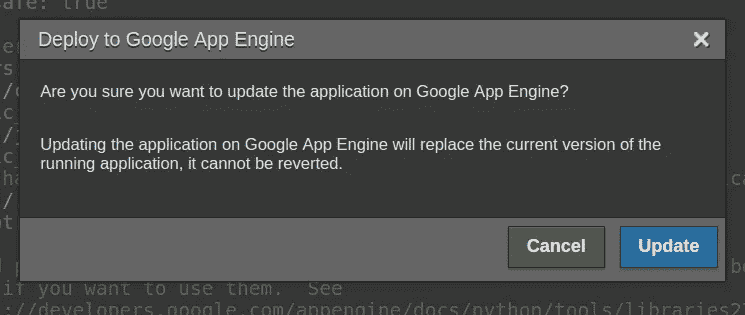 cale: true
Deploy to Google App Engine
Are you sure you want to update the application on Google App Engine?
Updating the application on Google App Engine will replace the current version of the
running application, it cannot be reverted.
Cancel Update
if you want to use them. See
://developers.google.com/appengine/docs/python/tools/libraries2